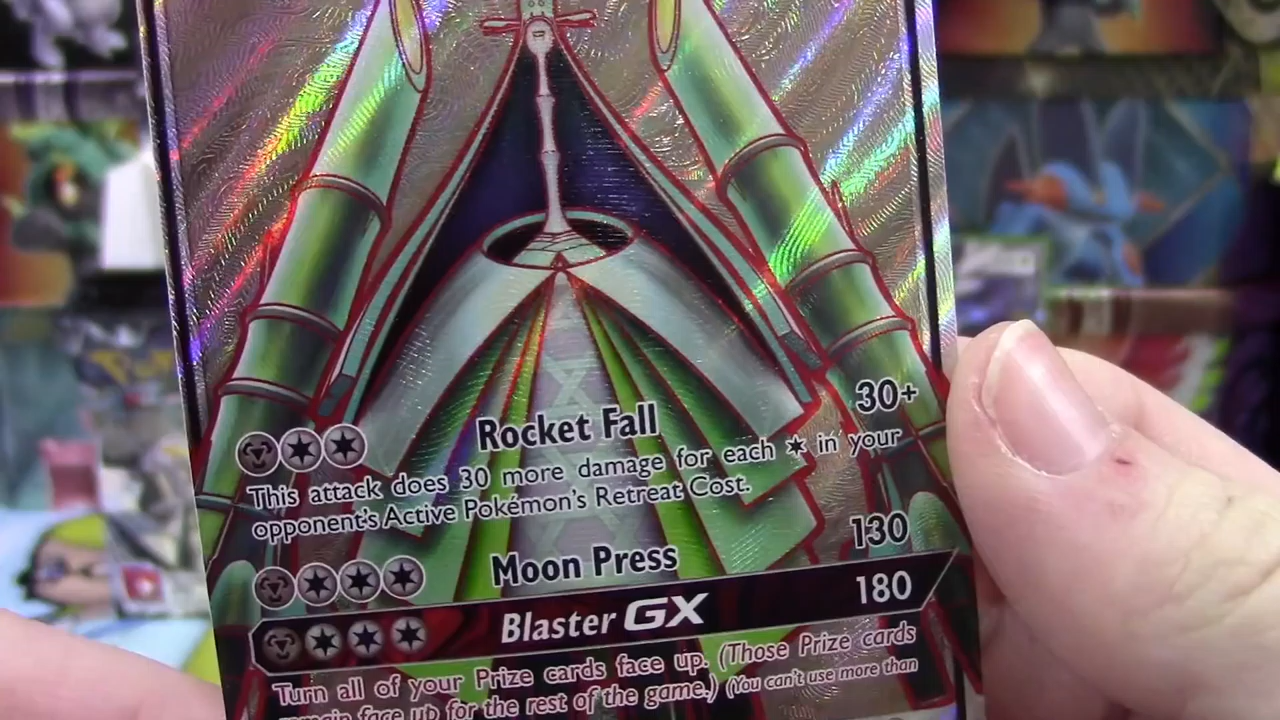 Rocket Fall 30+
This attack does 30 more damage for each ✶ in your
opponent's Active Pokémon's Retreat Cost.
Moon Press 130
Blaster GX 180
Turn all of your Prize cards face up. (Those Prize cards
remain face up for the rest of the game.) (You can't use more than